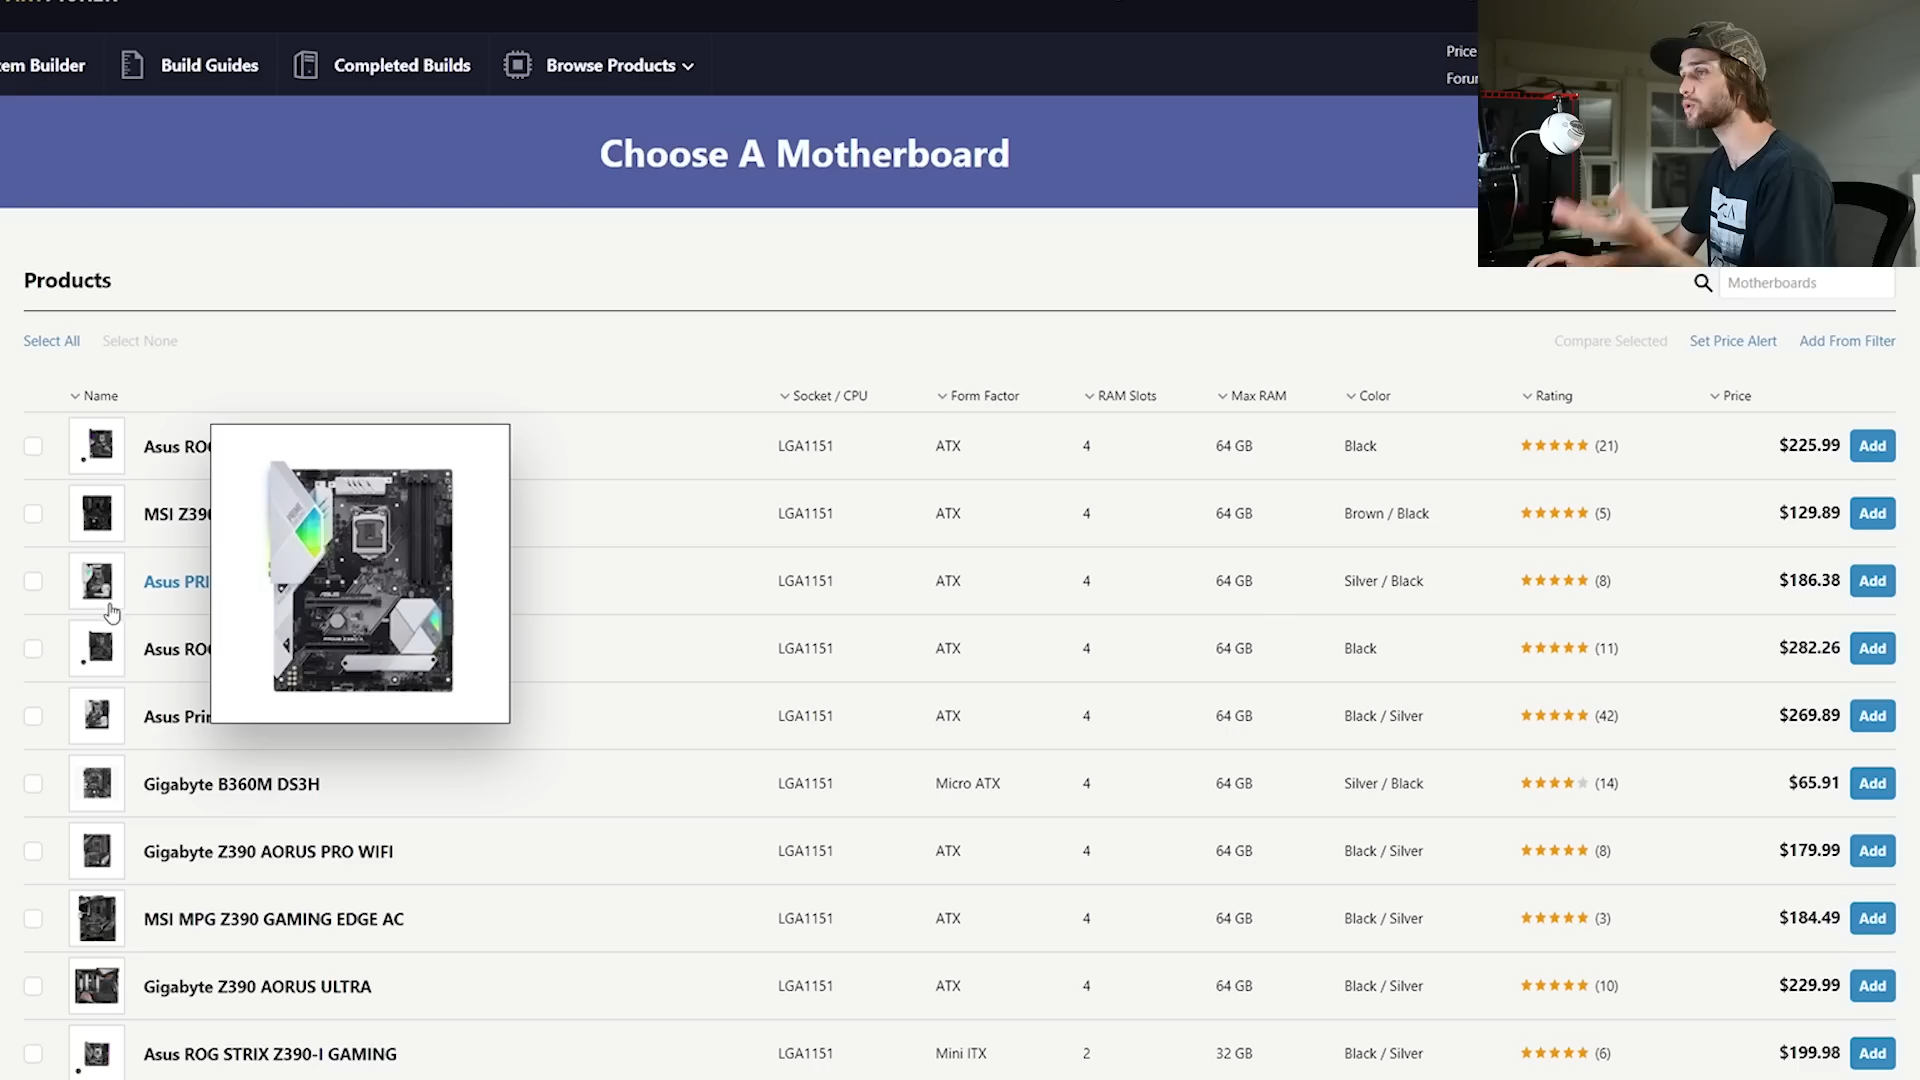 em Builder
Build Guides
Completed Builds
Browse Products
Price
Foru
Choose A Motherboard
Products
Motherboards
Select All Select None Compare Selected Set Price Alert Add From Filter
Name Socket / CPU Form Factor RAM Slots Max RAM Color Rating Price
Asus RO LGA1151 ATX 4 64 GB Black (21) $225.99 Add
MSI Z390 LGA1151 ATX 4 64 GB Brown / Black (5) $129.89 Add
Asus PRI LGA1151 ATX 4 64 GB Silver / Black (8) $186.38 Add
Asus RO LGA1151 ATX 4 64 GB Black (11) $282.26 Add
Asus Pri LGA1151 ATX 4 64 GB Black / Silver (42) $269.89 Add
Gigabyte B360M DS3H LGA1151 Micro ATX 4 64 GB Silver / Black (14) $65.91 Add
Gigabyte Z390 AORUS PRO WIFI LGA1151 ATX 4 64 GB Black / Silver (8) $179.99 Add
MSI MPG Z390 GAMING EDGE AC LGA1151 ATX 4 64 GB Black / Silver (3) $184.49 Add
Gigabyte Z390 AORUS ULTRA LGA1151 ATX 4 64 GB Black / Silver (10) $229.99 Add
Asus ROG STRIX Z390-I GAMING LGA1151 Mini ITX 2 32 GB Black / Silver (6) $199.98 Add